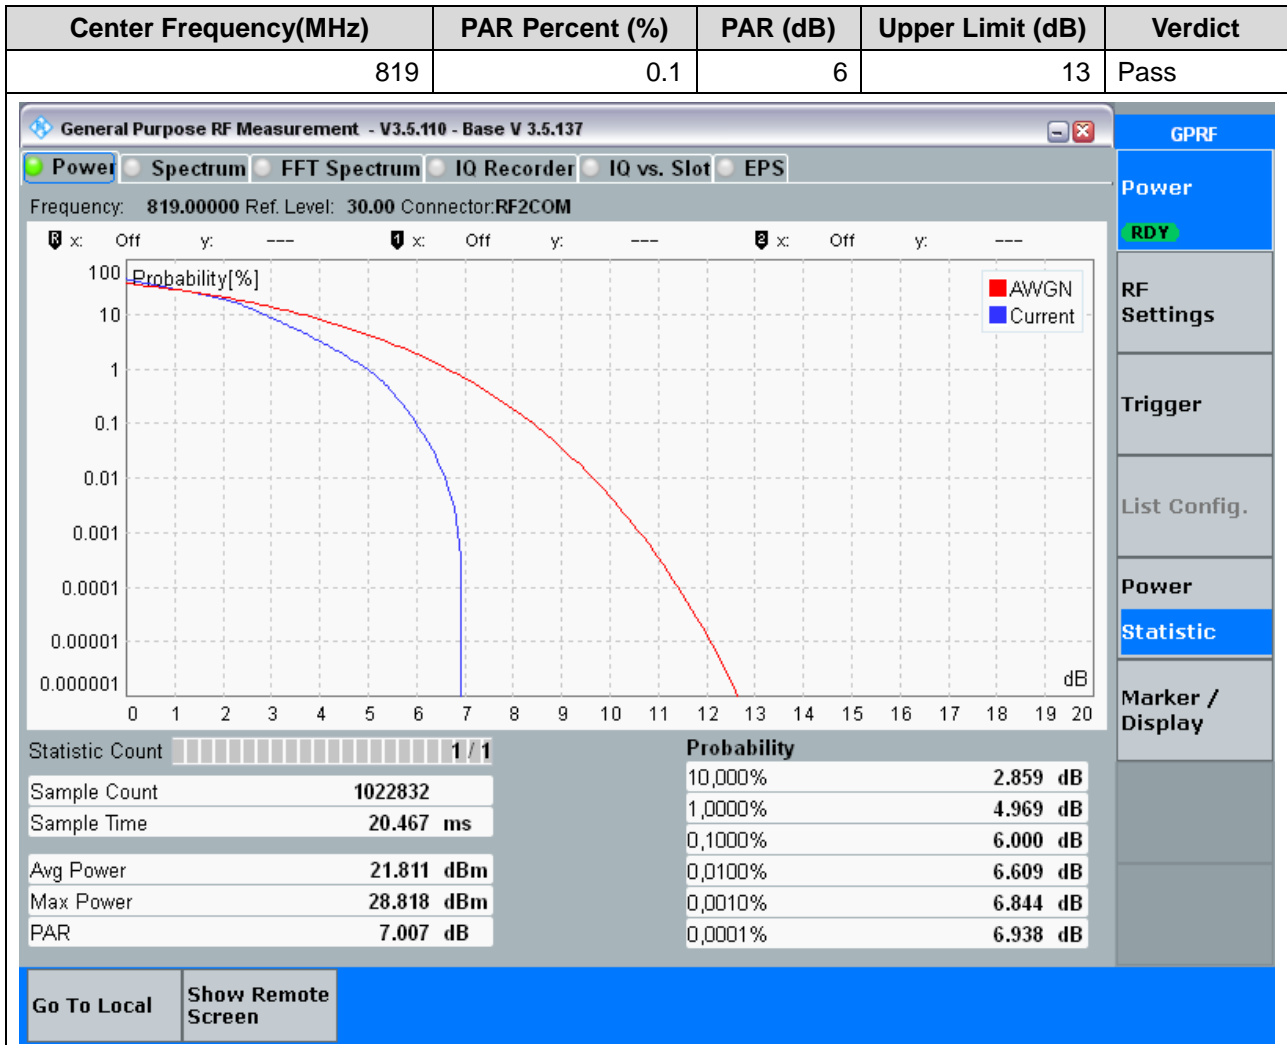 Center Frequency(MHz) PAR Percent (%) PAR (dB) Upper Limit (dB) Verdict
819 0.1 6 13 Pass
General Purpose RF Measurement - V3.5.110 - Base V 3.5.137
GPRF
Power Spectrum FFT Spectrum IQ Recorder IQ vs. Slot EPS
Power
RDY
Frequency: 819.00000 Ref. Level: 30.00 Connector:RF2COM
R x: Off y: --- 1 x: Off y: --- 2 x: Off y: ---
Probability[%]
AWGN
Current
100
10
1
0.1
0.01
0.001
0.0001
0.00001
0.000001
dB
0 1 2 3 4 5 6 7 8 9 10 11 12 13 14 15 16 17 18 19 20
RF
Settings
Trigger
List Config.
Power
Statistic
Marker /
Display
Statistic Count 1 / 1
Sample Count 1022832
Sample Time 20.467 ms
Avg Power 21.811 dBm
Max Power 28.818 dBm
PAR 7.007 dB
Probability
10,000% 2.859 dB
1,0000% 4.969 dB
0,1000% 6.000 dB
0,0100% 6.609 dB
0,0010% 6.844 dB
0,0001% 6.938 dB
Go To Local
Show Remote
Screen